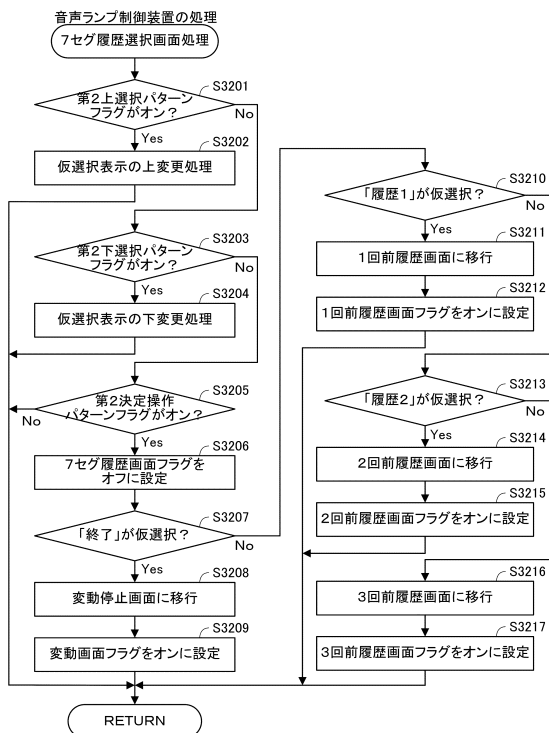 音声ランプ制御装置の処理
7セグ履歴選択画面処理
S3201
第2上選択パターン
フラグがオン？
No
Yes
S3202
仮選択表示の上変更処理
S3203
第2下選択パターン
フラグがオン？
No
Yes
S3204
仮選択表示の下変更処理
S3205
第2決定操作
パターンフラグがオン？
No
Yes
S3206
7セグ履歴画面フラグを
オフに設定
S3207
「終了」が仮選択？
No
Yes
S3208
変動停止画面に移行
S3209
変動画面フラグをオンに設定
RETURN
S3210
「履歴1」が仮選択？
No
Yes
S3211
1回前履歴画面に移行
S3212
1回前履歴画面フラグをオンに設定
S3213
「履歴2」が仮選択？
No
Yes
S3214
2回前履歴画面に移行
S3215
2回前履歴画面フラグをオンに設定
S3216
3回前履歴画面に移行
S3217
3回前履歴画面フラグをオンに設定